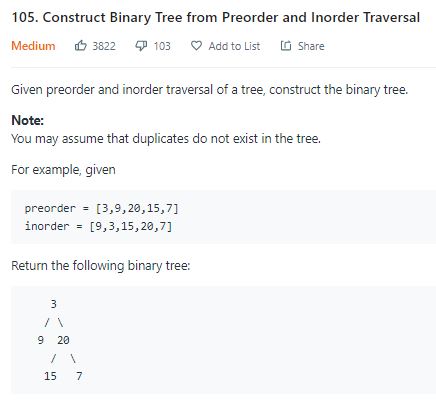 105. Construct Binary Tree from Preorder and Inorder Traversal
Medium 3822 103 Add to List Share
Given preorder and inorder traversal of a tree, construct the binary tree.
Note:
You may assume that duplicates do not exist in the tree.
For example, given
preorder = [3,9,20,15,7]
inorder = [9,3,15,20,7]
Return the following binary tree:
3
/ \
9 20
/ \
15 7